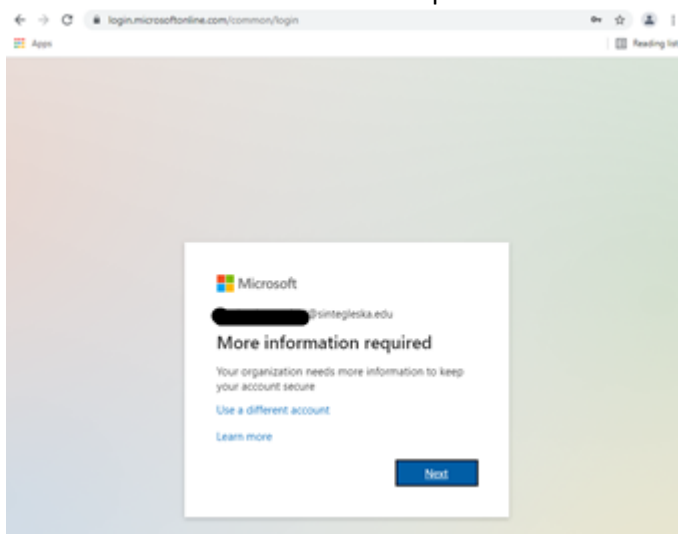 login.microsoftonline.com/common/login
Apps
Reading list
Microsoft
@sintegleska.edu
More information required
Your organization needs more information to keep
your account secure
Use a different account
Learn more
Next